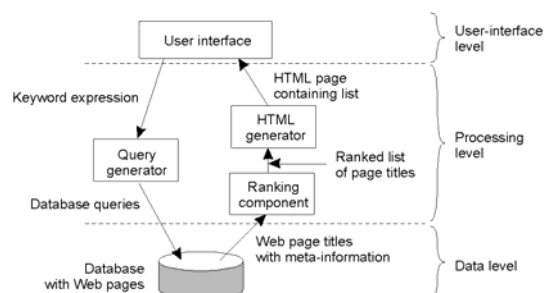 User interface
User-interface
level
Keyword expression
HTML page
containing list
HTML
generator
Processing
level
Query
generator
Ranked list
of page titles
Ranking
component
Database queries
Web page titles
with meta-information
Database
with Web pages
Data level